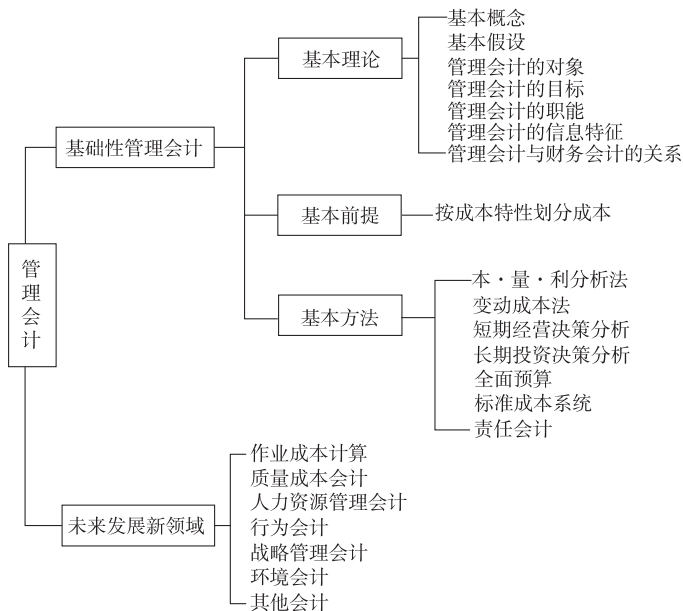 管理会计
基础性管理会计
基本理论
基本概念
基本假设
管理会计的对象
管理会计的目标
管理会计的职能
管理会计的信息特征
管理会计与财务会计的关系
基本前提
按成本特性划分成本
基本方法
本·量·利分析法
变动成本法
短期经营决策分析
长期投资决策分析
全面预算
标准成本系统
责任会计
未来发展新领域
作业成本计算
质量成本会计
人力资源管理会计
行为会计
战略管理会计
环境会计
其他会计